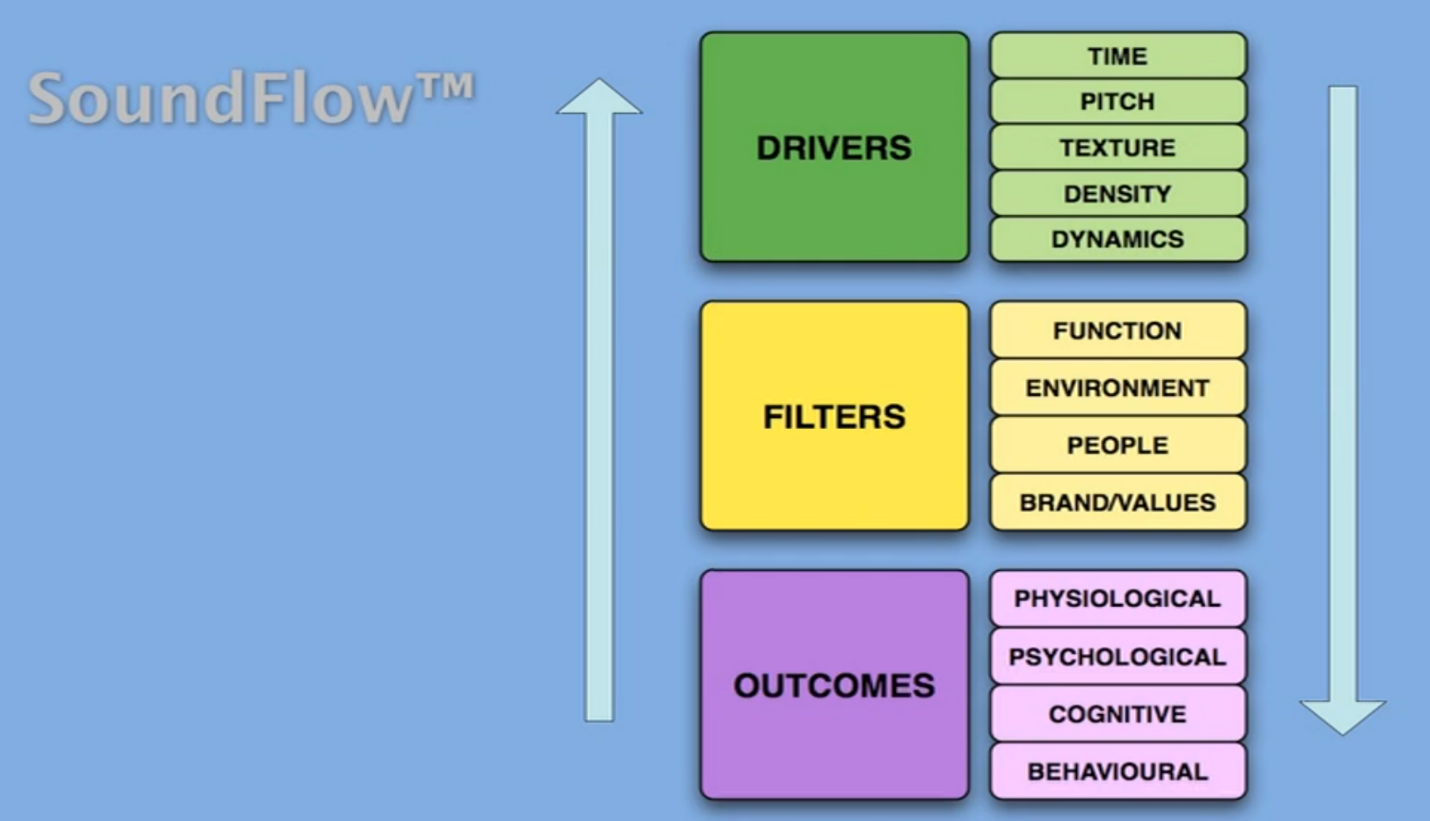 SoundFlow™
DRIVERS
TIME
PITCH
TEXTURE
DENSITY
DYNAMICS
FILTERS
FUNCTION
ENVIRONMENT
PEOPLE
BRAND/VALUES
OUTCOMES
PHYSIOLOGICAL
PSYCHOLOGICAL
COGNITIVE
BEHAVIOURAL